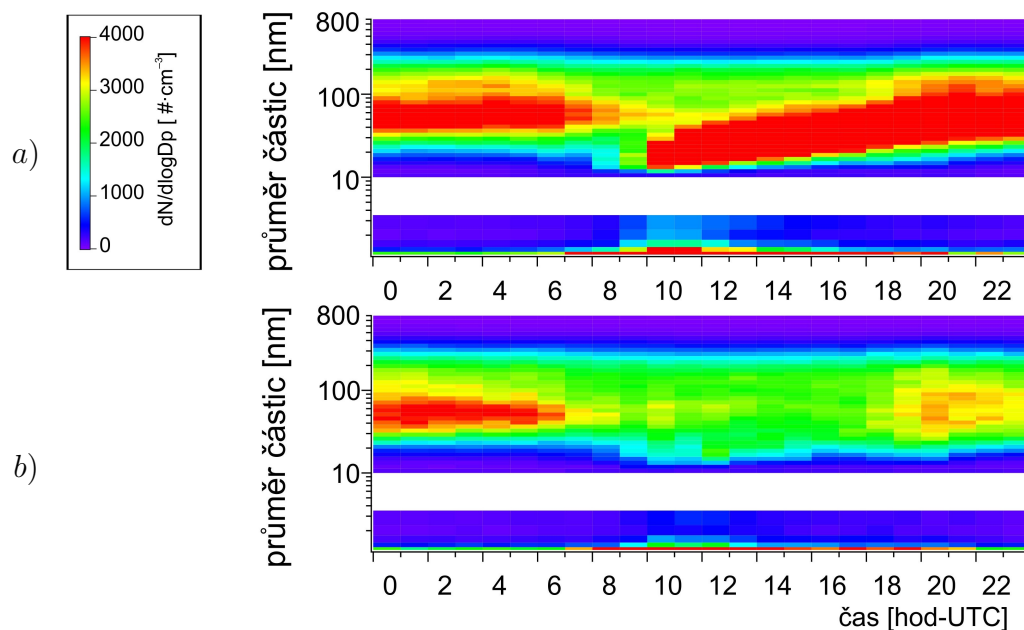 a)
4000
3000
2000
1000
0
dN/dlogDp [ #·cm⁻³]
průměr částic [nm]
800
100
10
0 2 4 6 8 10 12 14 16 18 20 22
b)
průměr částic [nm]
800
100
10
0 2 4 6 8 10 12 14 16 18 20 22
čas [hod-UTC]